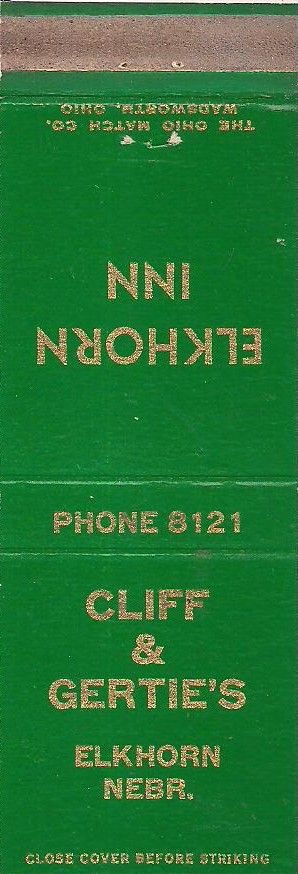 THE OHIO MATCH CO.
WADSWORTH, OHIO
ELKHORN
INN
PHONE 8121
CLIFF
&
GERTIE'S
ELKHORN
NEBR.
CLOSE COVER BEFORE STRIKING